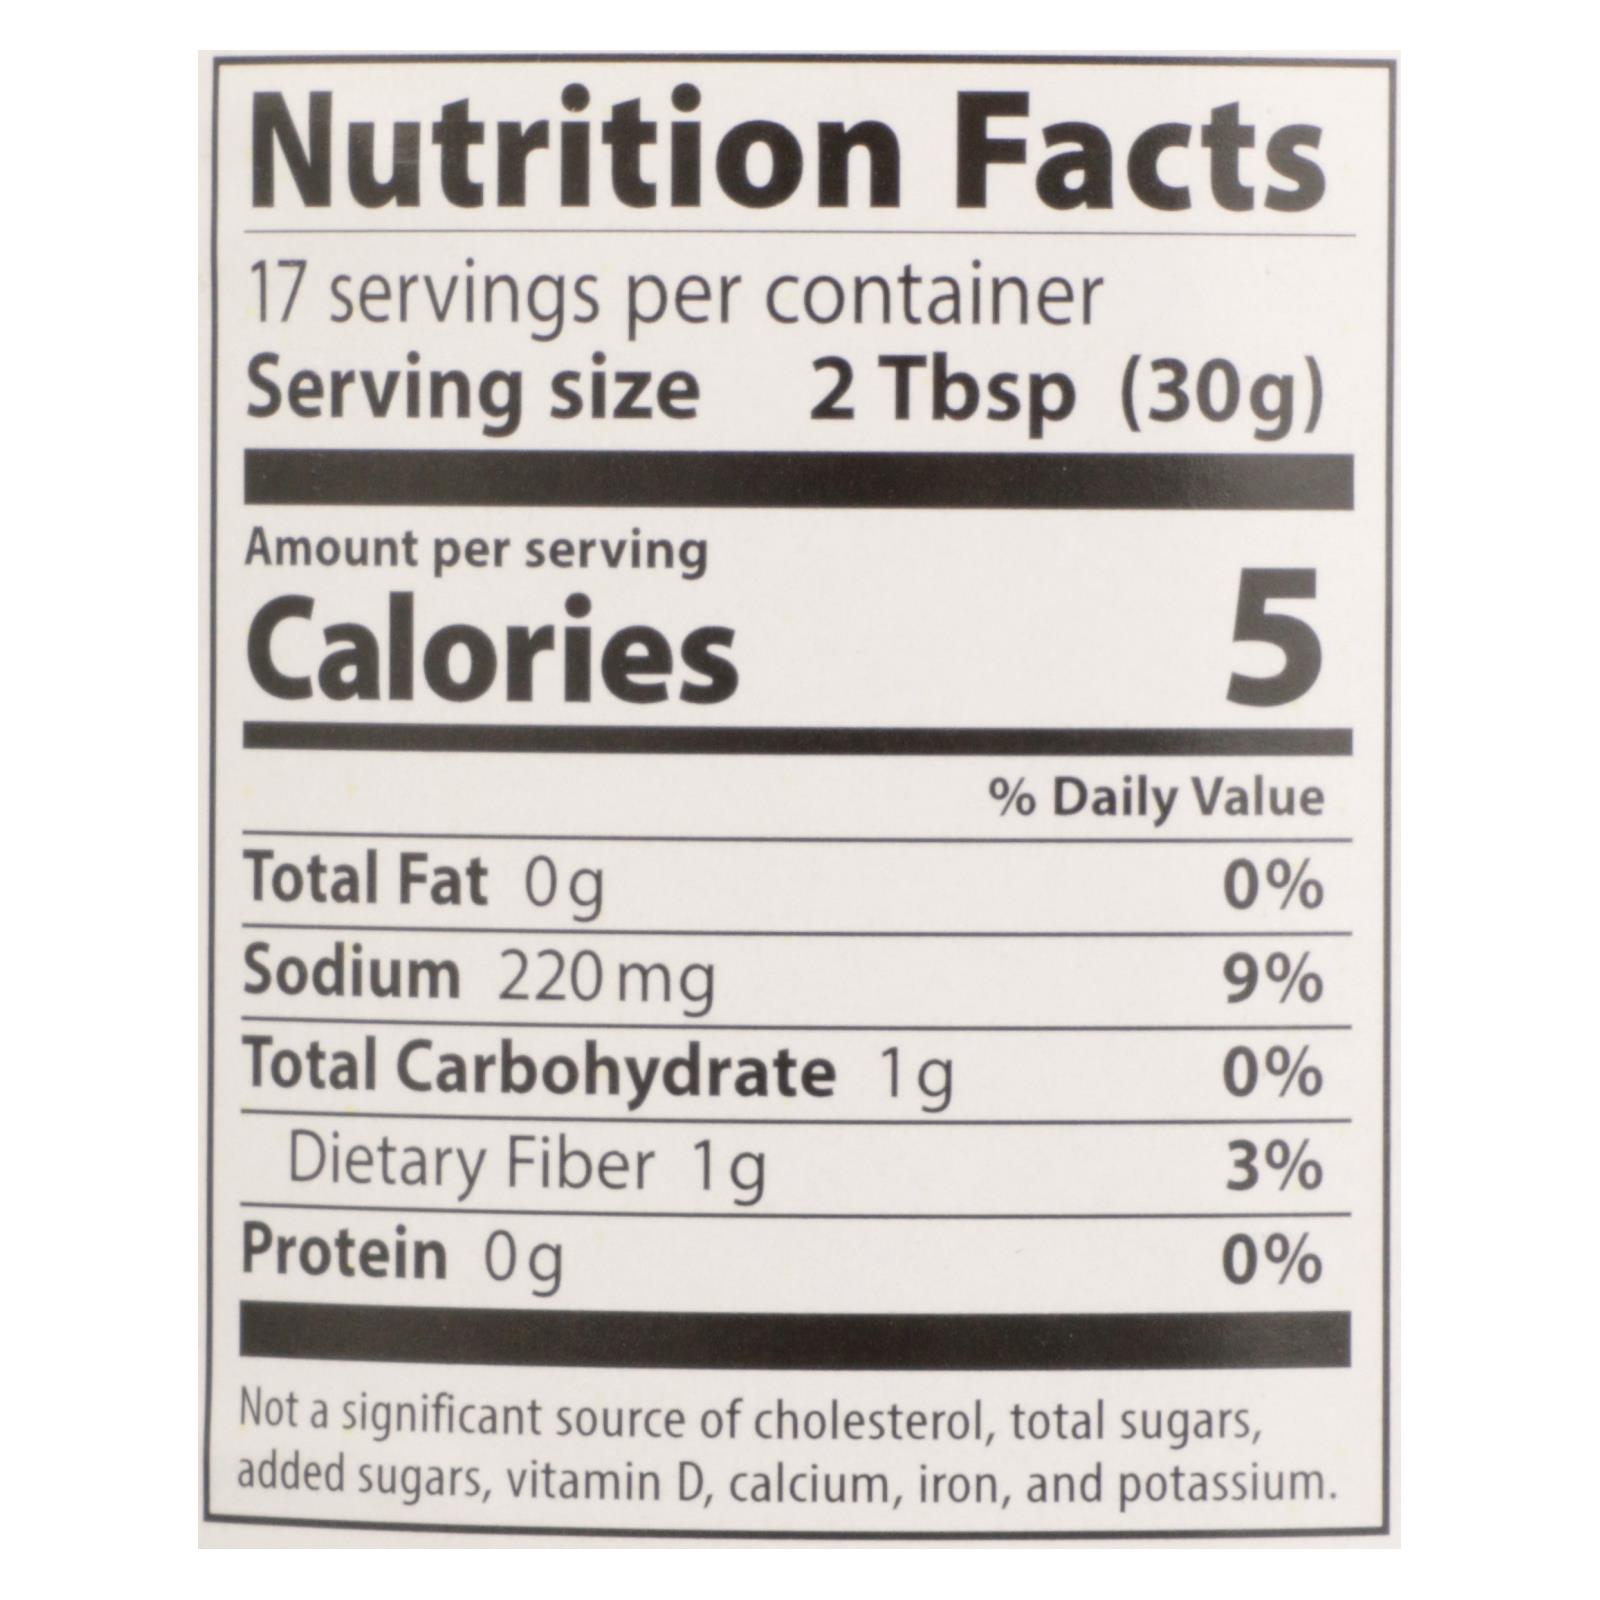 Nutrition Facts
17 servings per container
Serving size 2 Tbsp (30g)
Amount per serving
Calories 5
% Daily Value
Total Fat 0g 0%
Sodium 220mg 9%
Total Carbohydrate 1g 0%
Dietary Fiber 1g 3%
Protein 0g 0%
Not a significant source of cholesterol, total sugars,
added sugars, vitamin D, calcium, iron, and potassium.